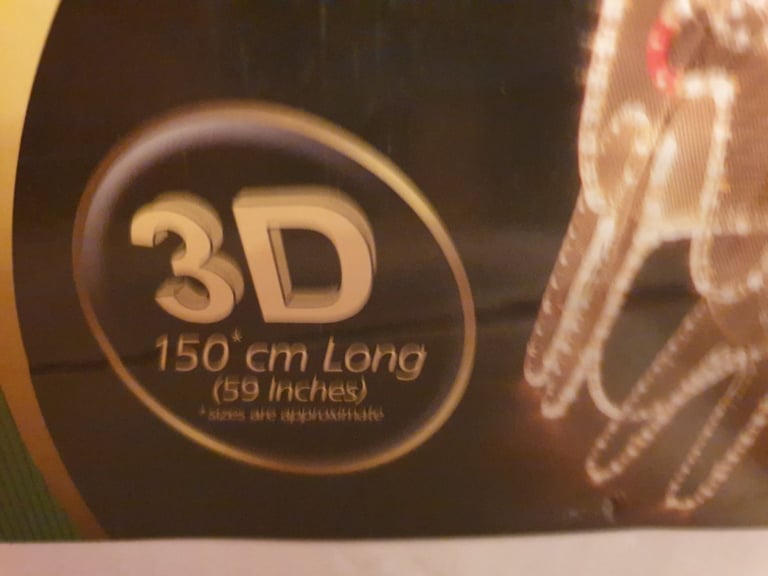 3D
150* cm Long
(59 Inches)
*sizes are approximate